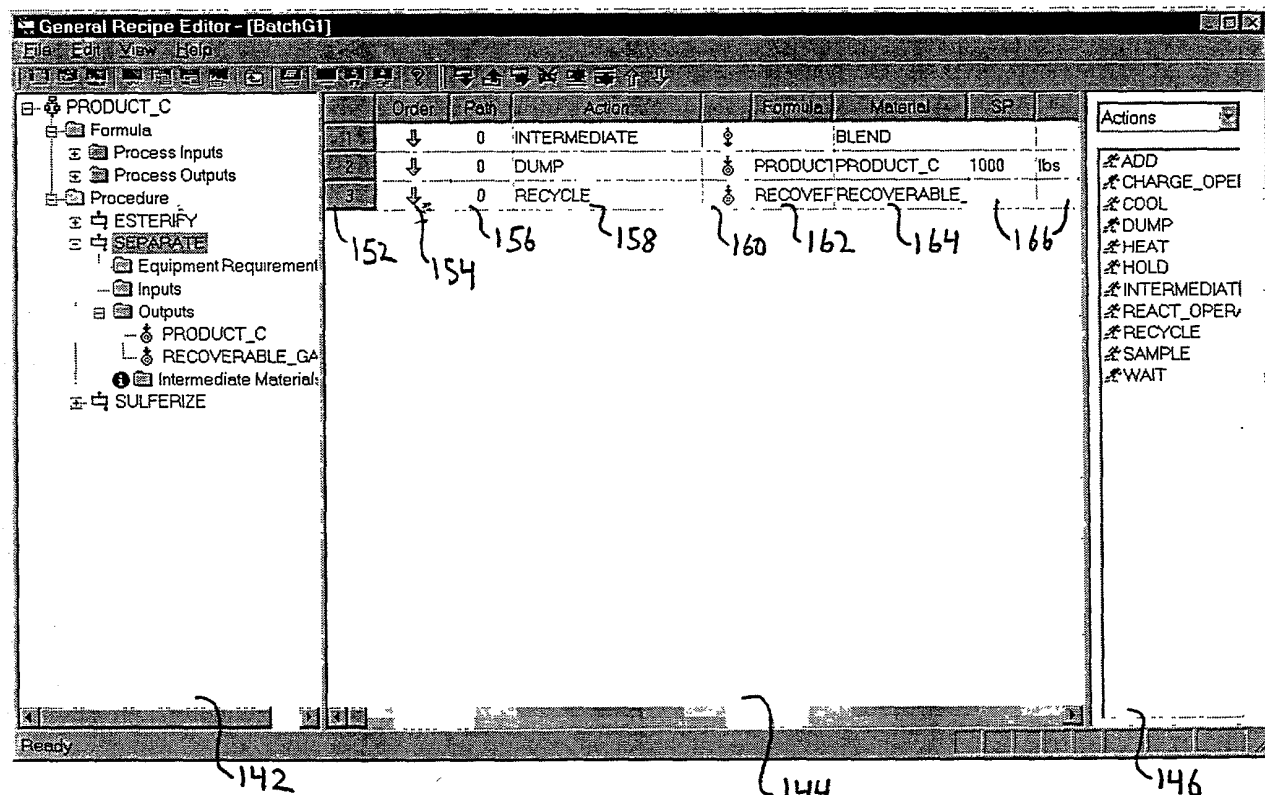 General Recipe Editor - [BatchG1]
File Edit View Help
PRODUCT_C
Formula
Process Inputs
Process Outputs
Procedure
ESTERIFY
SEPARATE
Equipment Requirement
Inputs
Outputs
PRODUCT_C
RECOVERABLE_GA
Intermediate Materials
SULFERIZE
Order Path Action Formula Material SP
1 0 INTERMEDIATE BLEND
2 0 DUMP PRODUCT PRODUCT_C 1000 lbs
3 0 RECYCLE RECOVEF RECOVERABLE_
152 154 156 158 160 162 164 166
Actions
ADD
CHARGE_OPEI
COOL
DUMP
HEAT
HOLD
INTERMEDIATI
REACT_OPER
RECYCLE
SAMPLE
WAIT
Ready
142 144 146